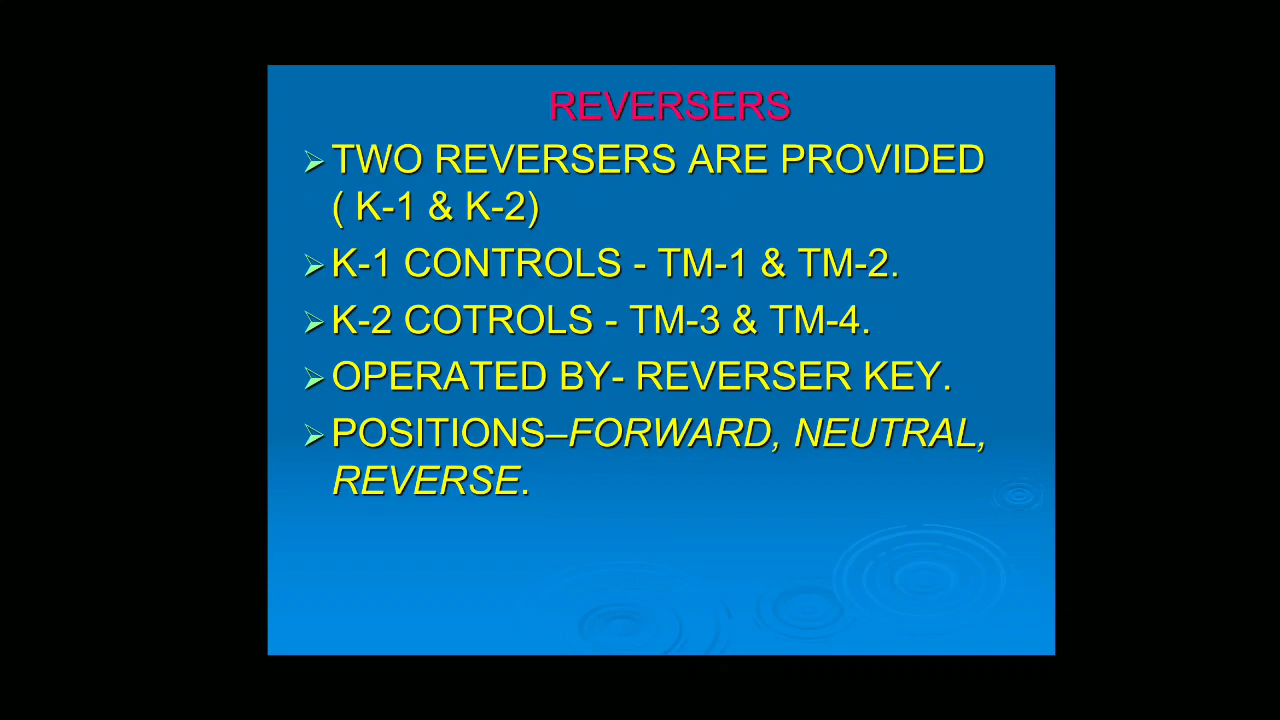 REVERSERS
TWO REVERSERS ARE PROVIDED
( K-1 & K-2)
K-1 CONTROLS - TM-1 & TM-2.
K-2 COTROLS - TM-3 & TM-4.
OPERATED BY- REVERSER KEY.
POSITIONS–FORWARD, NEUTRAL,
REVERSE.